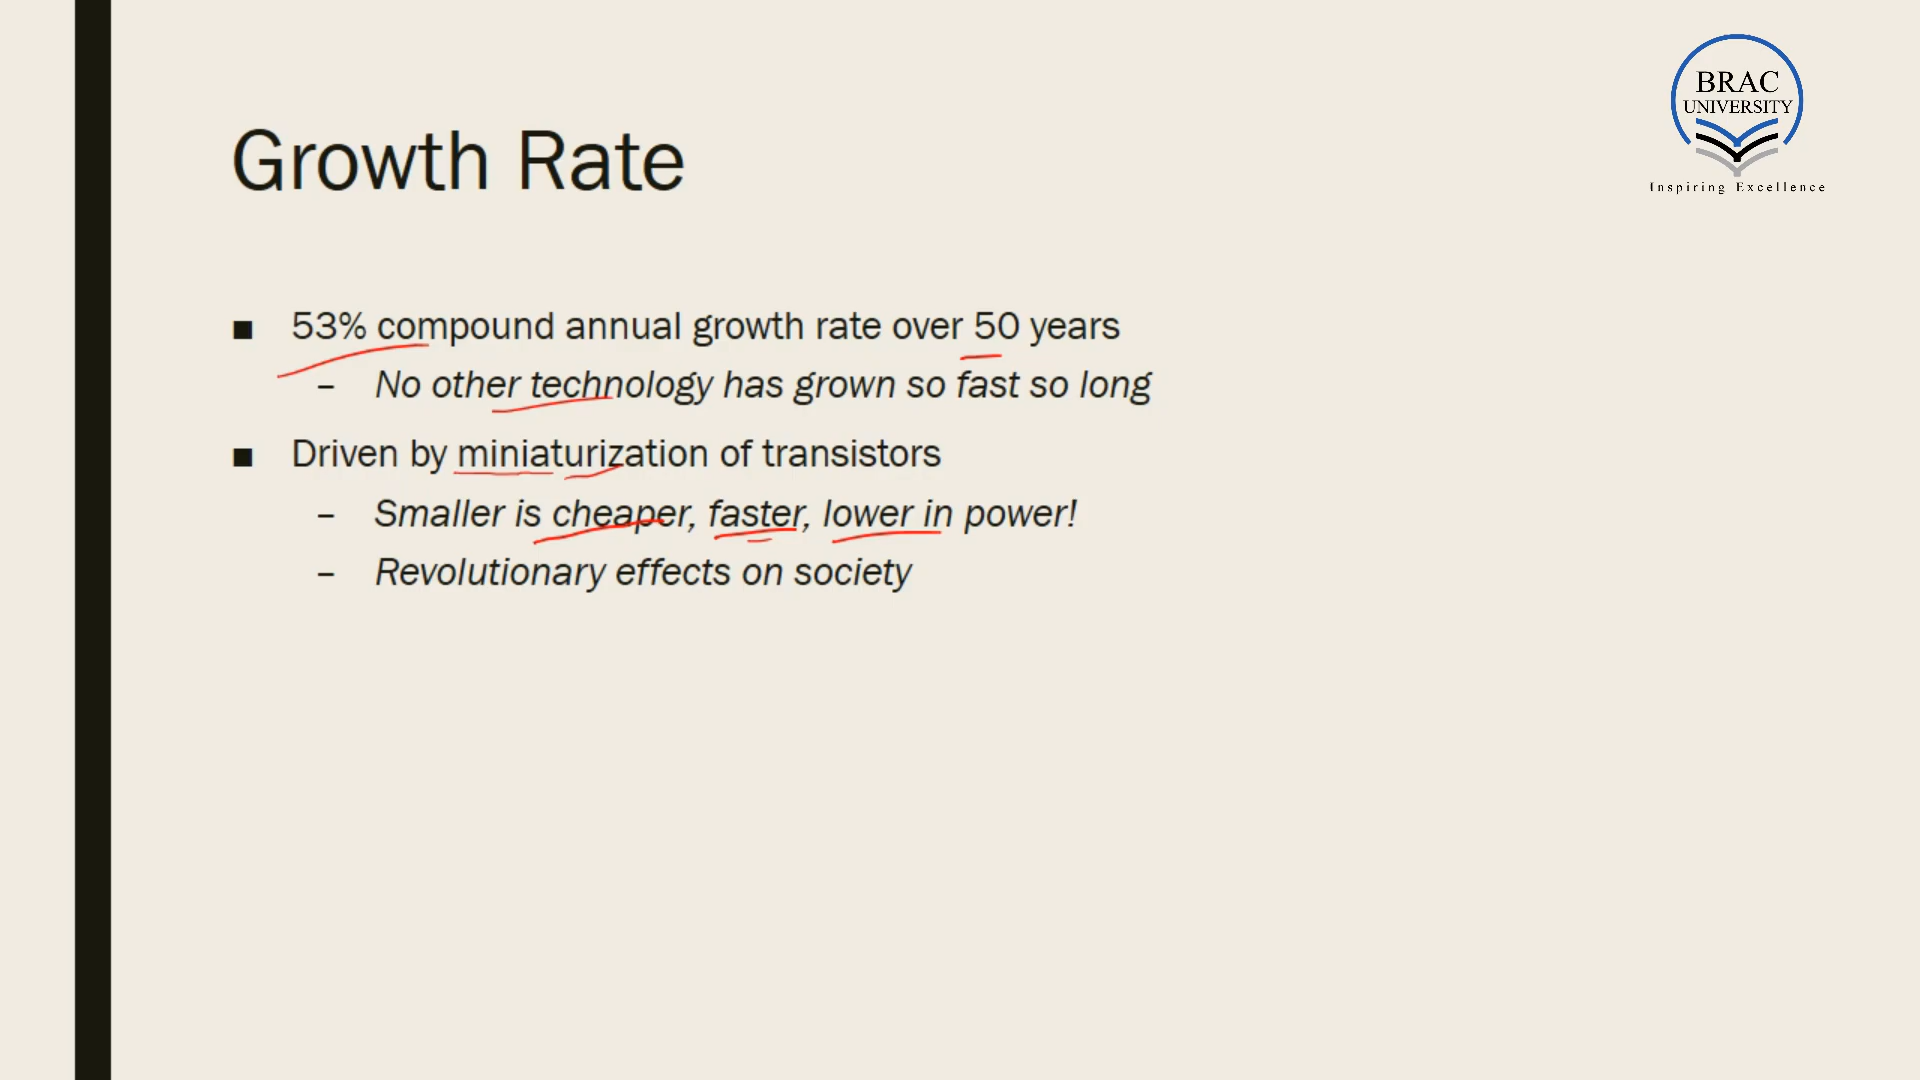 BRAC
UNIVERSITY
Inspiring Excellence
Growth Rate
■ 53% compound annual growth rate over 50 years
– No other technology has grown so fast so long
■ Driven by miniaturization of transistors
– Smaller is cheaper, faster, lower in power!
– Revolutionary effects on society